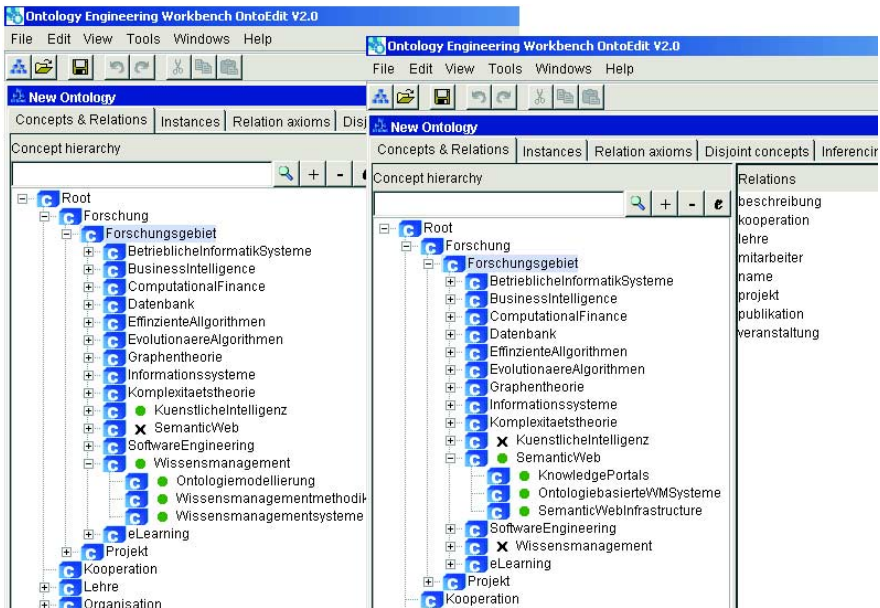 Ontology Engineering Workbench OntoEdit V2.0
File Edit View Tools Windows Help
New Ontology
Concepts & Relations Instances Relation axioms
Concept hierarchy
+ -
Root
Forschung
Forschungsgebiet
BetrieblicheInformatikSysteme
BusinessIntelligence
ComputationalFinance
Datenbank
EffinzienteAllgorithmen
EvolutionaereAlgorithmen
Graphentheorie
Informationssysteme
Komplexitaetstheorie
KuenstlicheIntelligenz
SemanticWeb
SoftwareEngineering
Wissensmanagement
Ontologiemodellierung
Wissensmanagementmethodik
Wissensmanagementsysteme
eLearning
Projekt
Kooperation
Lehre
Organisation
Ontology Engineering Workbench OntoEdit V2.0
File Edit View Tools Windows Help
New Ontology
Concepts & Relations Instances Relation axioms Disjoint concepts Inferencin
Concept hierarchy
+ - e
Root
Forschung
Forschungsgebiet
BetrieblicheInformatikSysteme
BusinessIntelligence
ComputationalFinance
Datenbank
EffinzienteAllgorithmen
EvolutionaereAlgorithmen
Graphentheorie
Informationssysteme
Komplexitaetstheorie
KuenstlicheIntelligenz
SemanticWeb
KnowledgePortals
OntologiebasierteWMSysteme
SemanticWebInfrastructure
SoftwareEngineering
Wissensmanagement
eLearning
Projekt
Kooperation
Relations
beschreibung
kooperation
lehre
mitarbeiter
name
projekt
publikation
veranstaltung